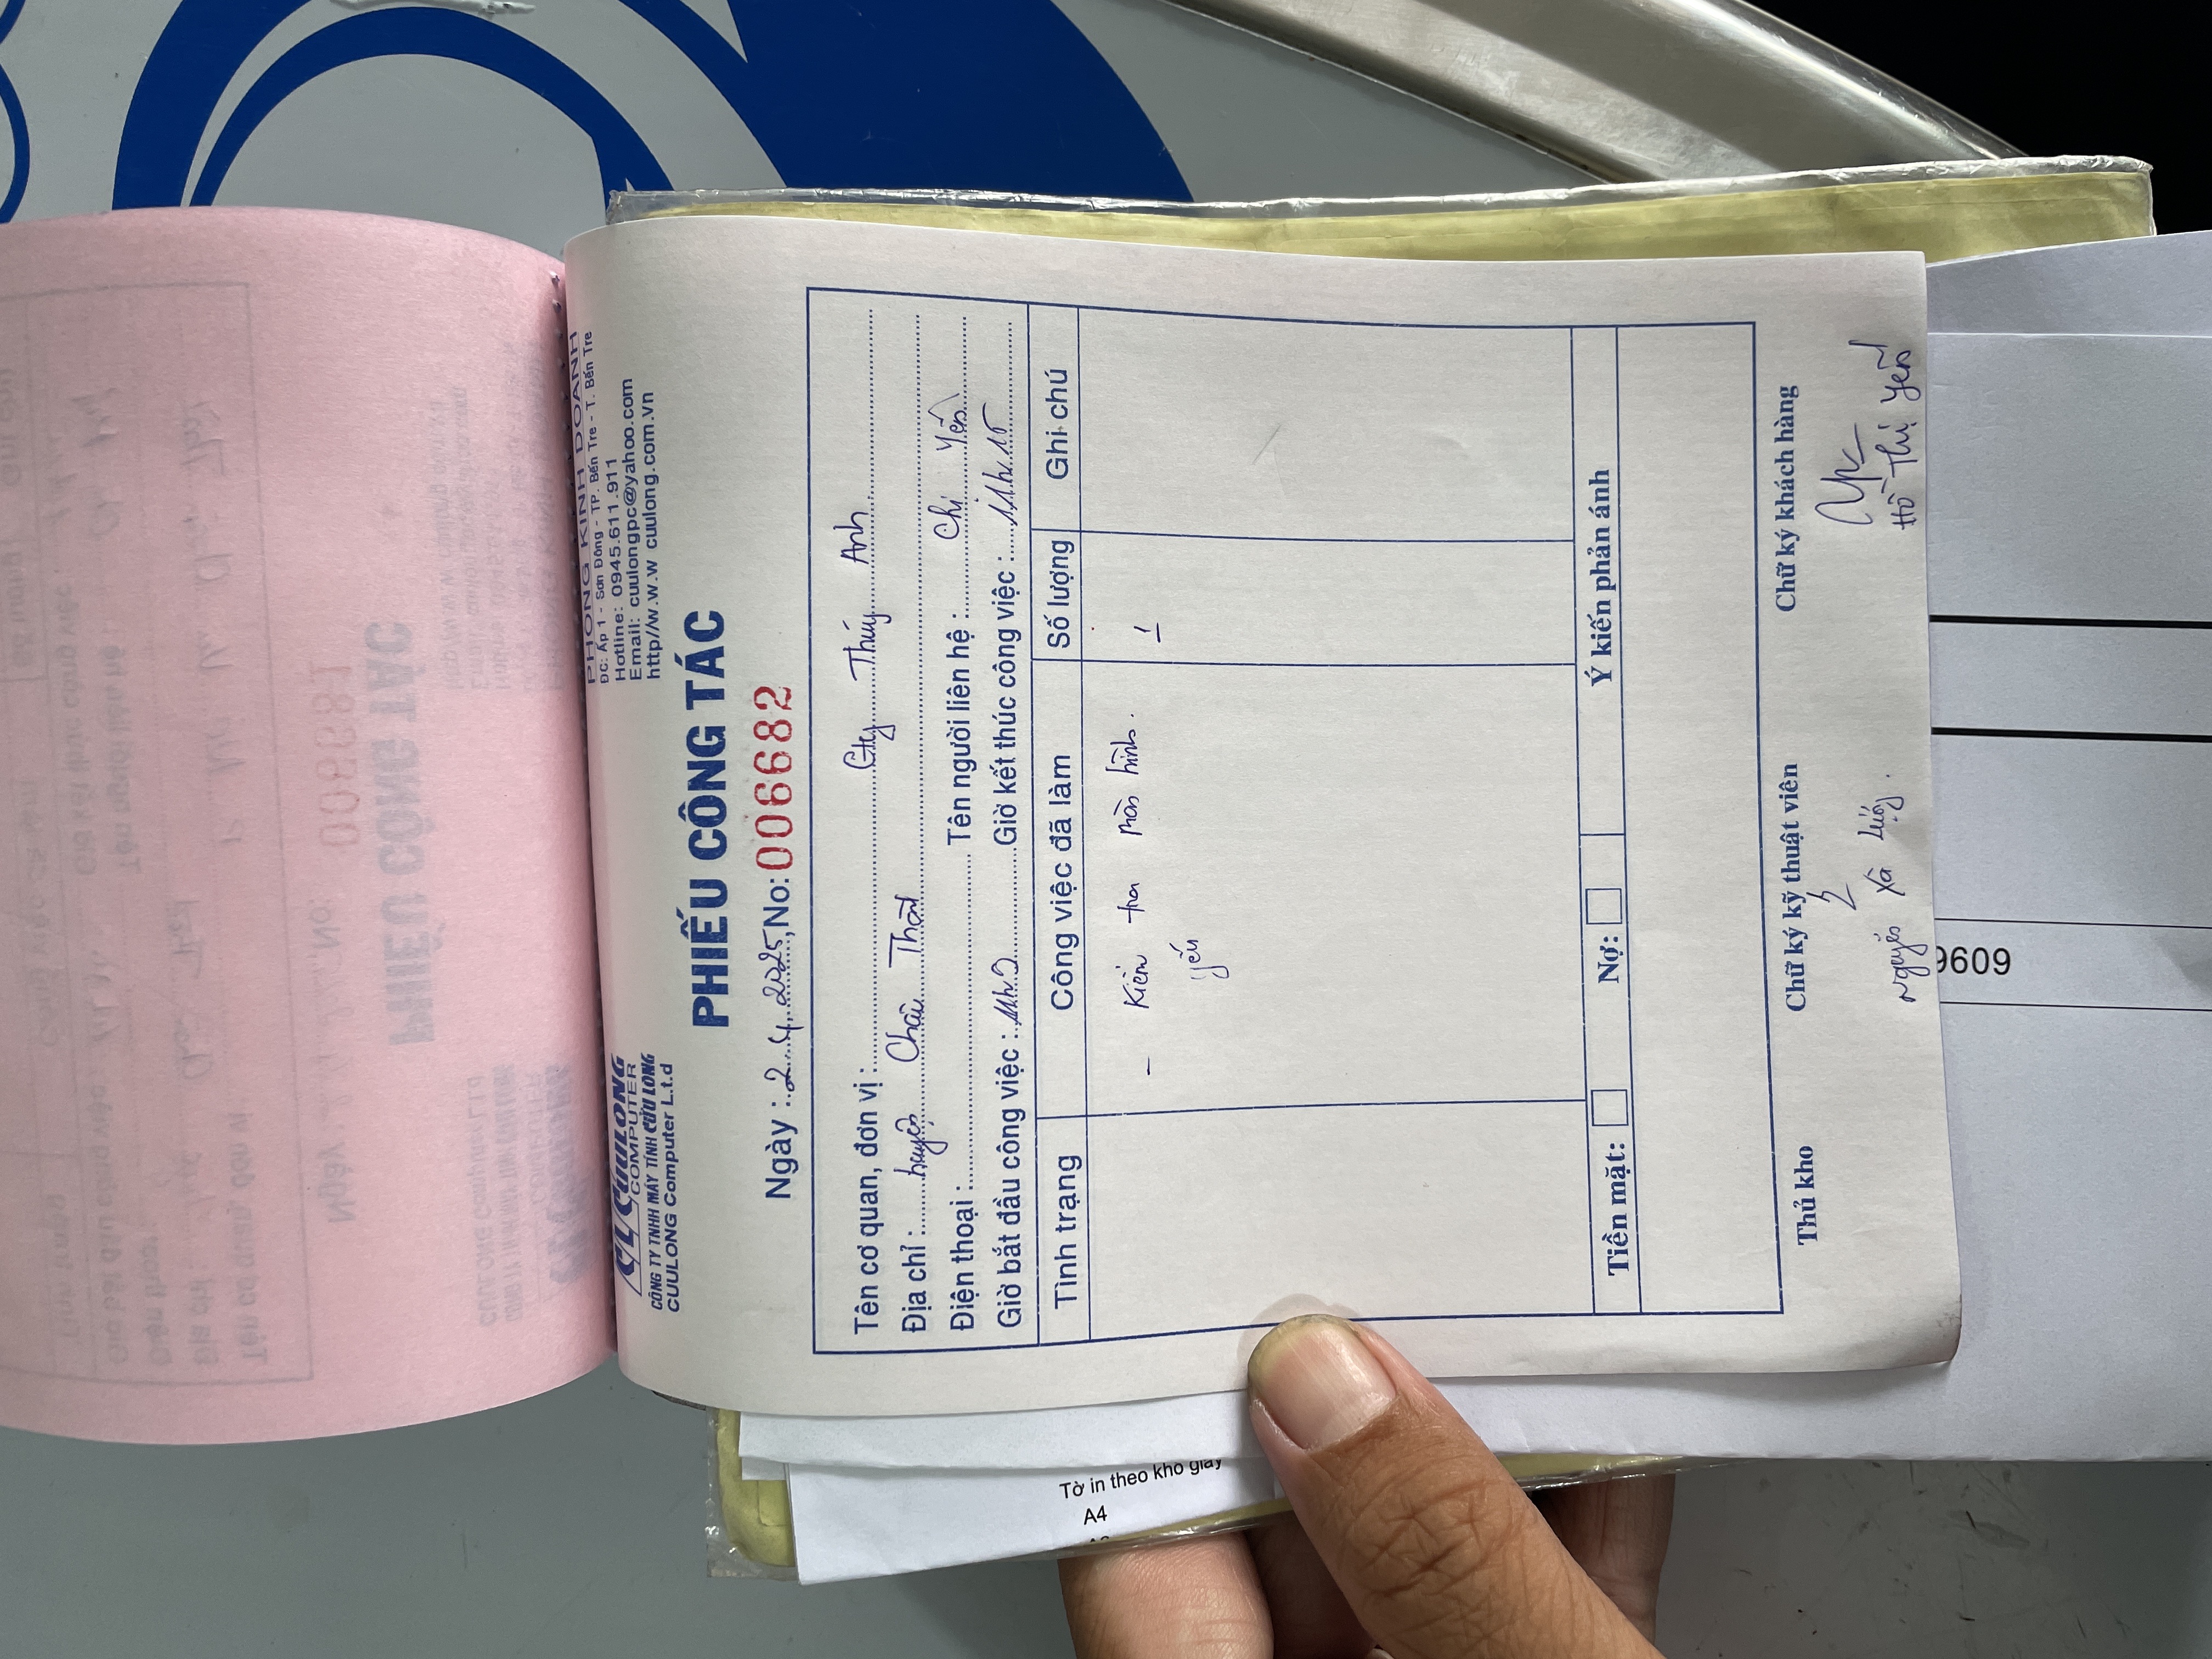 CL CUULONG
COMPUTER
CÔNG TY TNHH MÁY TÍNH CỬU LONG
CUULONG Computer L.t.d
PHÒNG KINH DOANH
ĐC: Ấp 1 - Sơn Đông - TP. Bến Tre - T. Bến Tre
Hotline: 0945.611.911
Email: cuulongpc@yahoo.com
http//w.w.w cuulong.com.vn
PHIẾU CÔNG TÁC
Ngày : 2.4.2025, No: 006682
Tên cơ quan, đơn vị : Cty Thúy Anh
Địa chỉ : huyện Châu Thành
Điện thoại : Tên người liên hệ : Chị Yến
Giờ bắt đầu công việc : Giờ kết thúc công việc : 11h15
Tình trạng Công việc đã làm Số lượng Ghi chú
- Kiểm tra màn hình. 1
yếu
Tiền mặt: Nợ: Ý kiến phản ánh
Thủ kho Chữ ký kỹ thuật viên Chữ ký khách hàng
Hồ Thị Yến
9609
Tờ in theo kho giấy
A4
PHIẾU CÔNG TÁC
006681